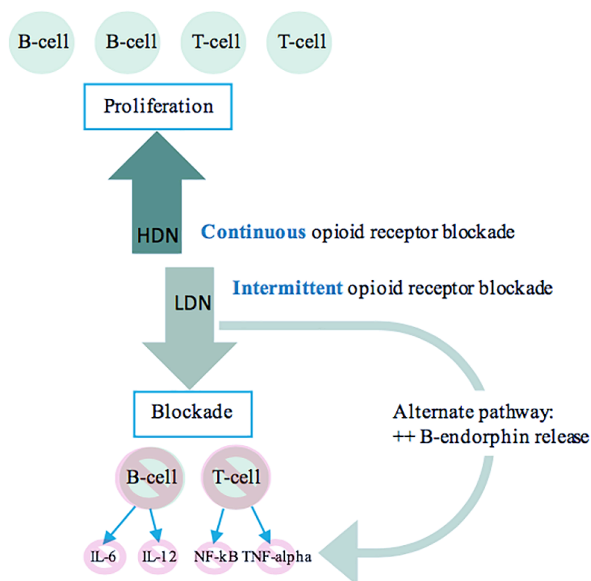 B-cell
B-cell
T-cell
T-cell
Proliferation
HDN
Continuous opioid receptor blockade
Intermittent opioid receptor blockade
LDN
Blockade
Alternate pathway:
++ B-endorphin release
B-cell
T-cell
IL-6
IL-12
NF-kB
TNF-alpha